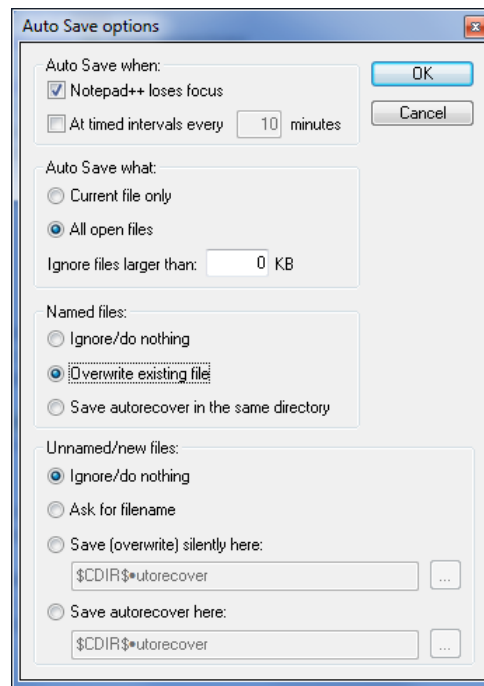 Auto Save options
Auto Save when:
OK
Notepad++ loses focus
At timed intervals every 10 minutes
Cancel
Auto Save what:
Current file only
All open files
Ignore files larger than: 0 KB
Named files:
Ignore/do nothing
Overwrite existing file
Save autorecover in the same directory
Unnamed/new files:
Ignore/do nothing
Ask for filename
Save (overwrite) silently here:
$CDIR$•utorecover
...
Save autorecover here:
$CDIR$•utorecover
...